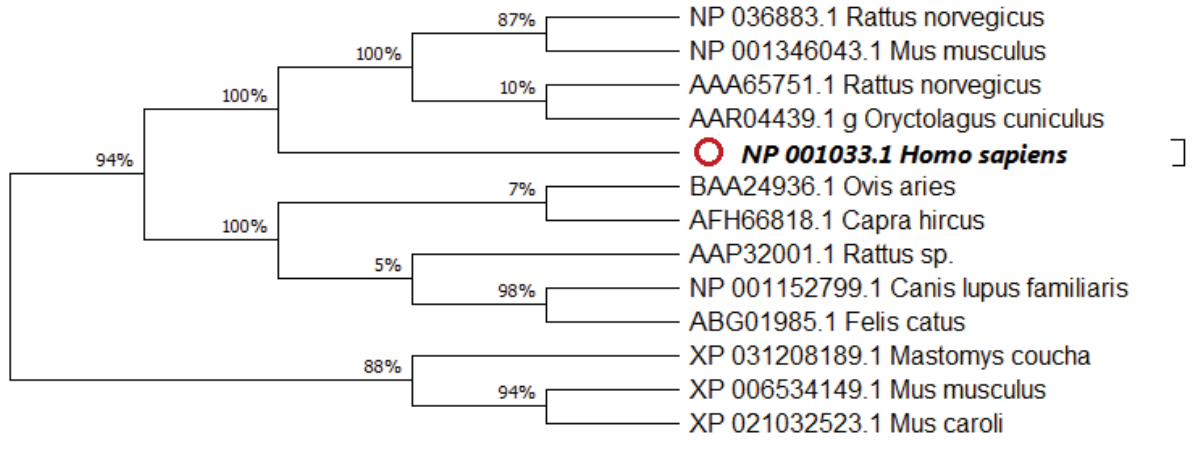 87%
NP 036883.1 Rattus norvegicus
NP 001346043.1 Mus musculus
100%
10%
AAA65751.1 Rattus norvegicus
AAR04439.1 g Oryctolagus cuniculus
100%
NP 001033.1 Homo sapiens
94%
7%
BAA24936.1 Ovis aries
AFH66818.1 Capra hircus
100%
5%
AAP32001.1 Rattus sp.
98%
NP 001152799.1 Canis lupus familiaris
ABG01985.1 Felis catus
88%
XP 031208189.1 Mastomys coucha
94%
XP 006534149.1 Mus musculus
XP 021032523.1 Mus caroli